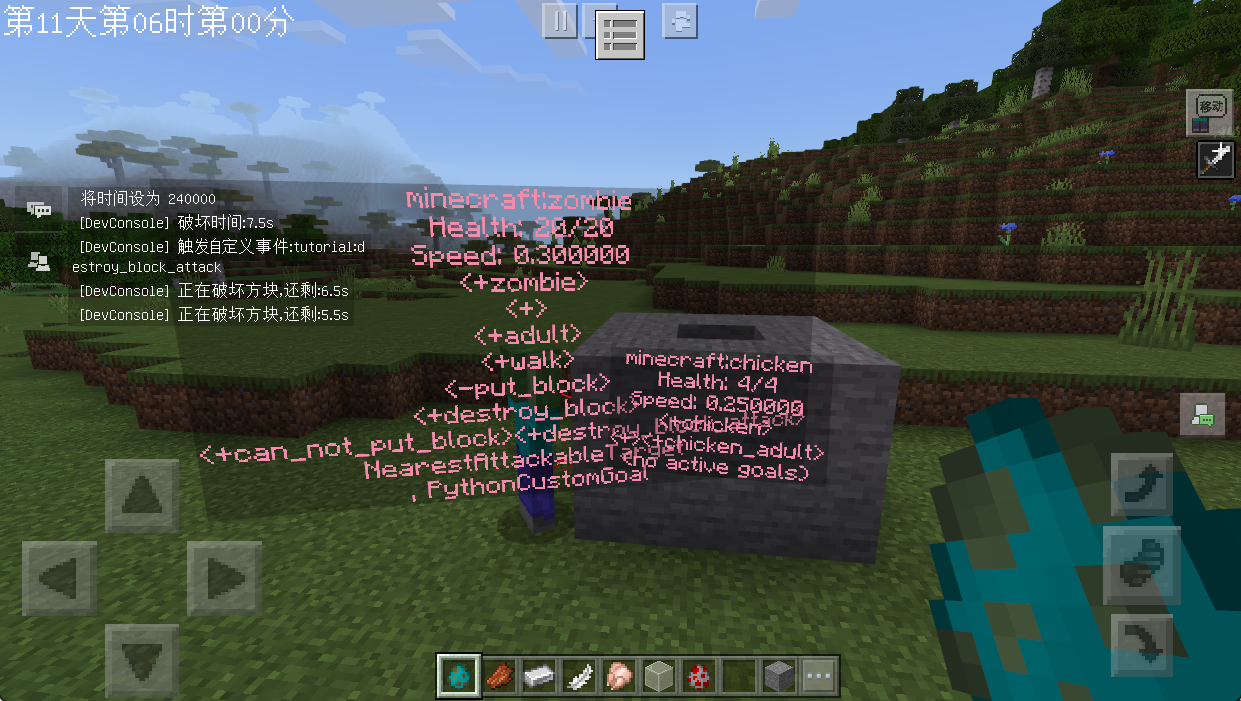 第11天第06时第00分
移动
将时间设为 240000
[DevConsole] 破坏时间:7.5s
[DevConsole] 触发自定义事件:tutorial:d
estroy_block_attack
[DevConsole] 正在破坏方块,还剩:6.5s
[DevConsole] 正在破坏方块,还剩:5.5s
minecraft:zombie
Health: 20/20
Speed: 0.300000
<+zombie>
<+>
<+adult>
<+walk>
<-put_block>
<+destroy_block>
<+can_not_put_block><+destroy_block_attack>
NearestAttackableTarget
, PythonCustomGoal
minecraft:chicken
Health: 4/4
Speed: 0.250000
<+chicken>
<+><+chicken_adult>
(no active goals)